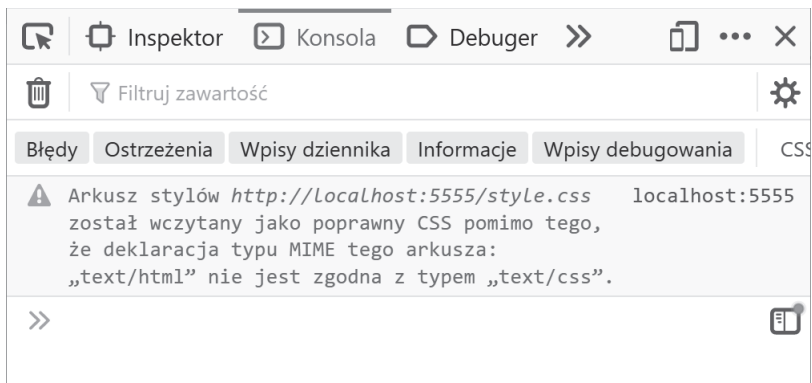 Inspektor Konsola Debuger
Filtruj zawartość
Błędy Ostrzeżenia Wpisy dziennika Informacje Wpisy debugowania CSS
Arkusz stylów http://localhost:5555/style.css localhost:5555
został wczytany jako poprawny CSS pomimo tego,
że deklaracja typu MIME tego arkusza:
„text/html” nie jest zgodna z typem „text/css”.